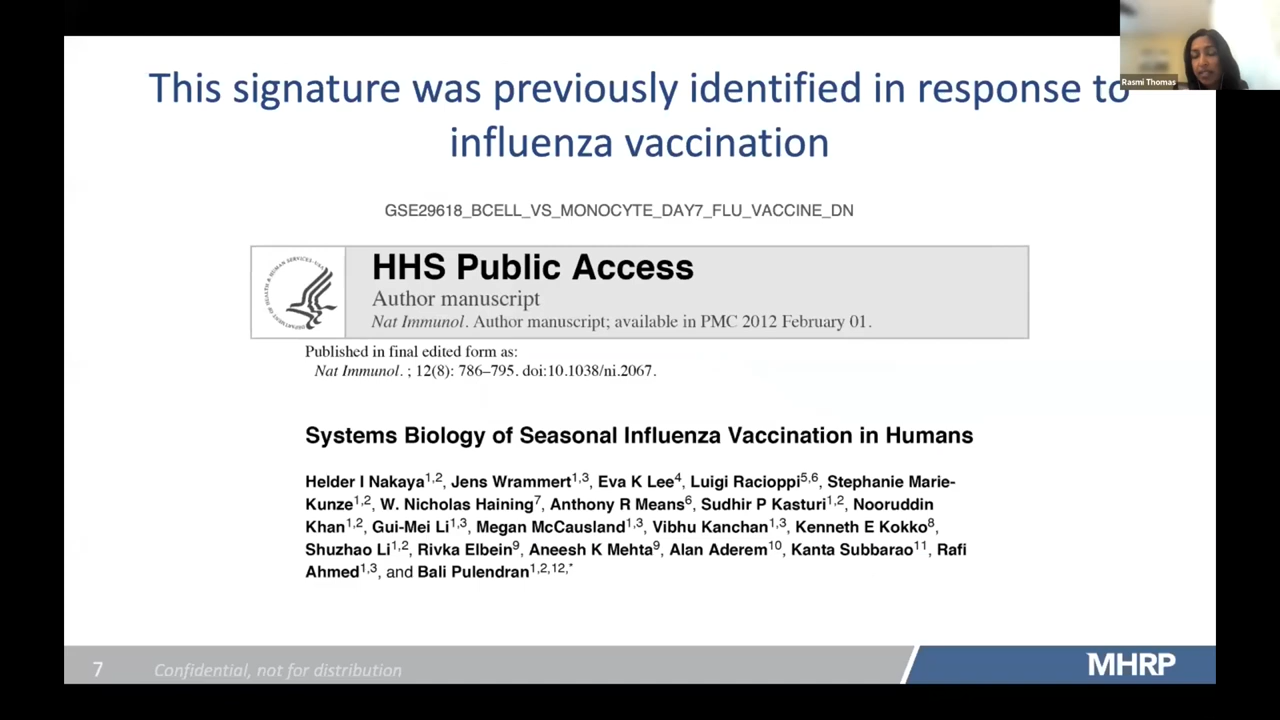 Rasmi Thomas
This signature was previously identified in response to
influenza vaccination
GSE29618_BCELL_VS_MONOCYTE_DAY7_FLU_VACCINE_DN
HHS Public Access
Author manuscript
Nat Immunol. Author manuscript; available in PMC 2012 February 01.
Published in final edited form as:
Nat Immunol. ; 12(8): 786–795. doi:10.1038/ni.2067.
Systems Biology of Seasonal Influenza Vaccination in Humans
Helder I Nakaya1,2, Jens Wrammert1,3, Eva K Lee4, Luigi Racioppi5,6, Stephanie Marie-
Kunze1,2, W. Nicholas Haining7, Anthony R Means6, Sudhir P Kasturi1,2, Nooruddin
Khan1,2, Gui-Mei Li1,3, Megan McCausland1,3, Vibhu Kanchan1,3, Kenneth E Kokko8,
Shuzhao Li1,2, Rivka Elbein9, Aneesh K Mehta9, Alan Aderem10, Kanta Subbarao11, Rafi
Ahmed1,3, and Bali Pulendran1,2,12,*
7
Confidential, not for distribution
MHRP